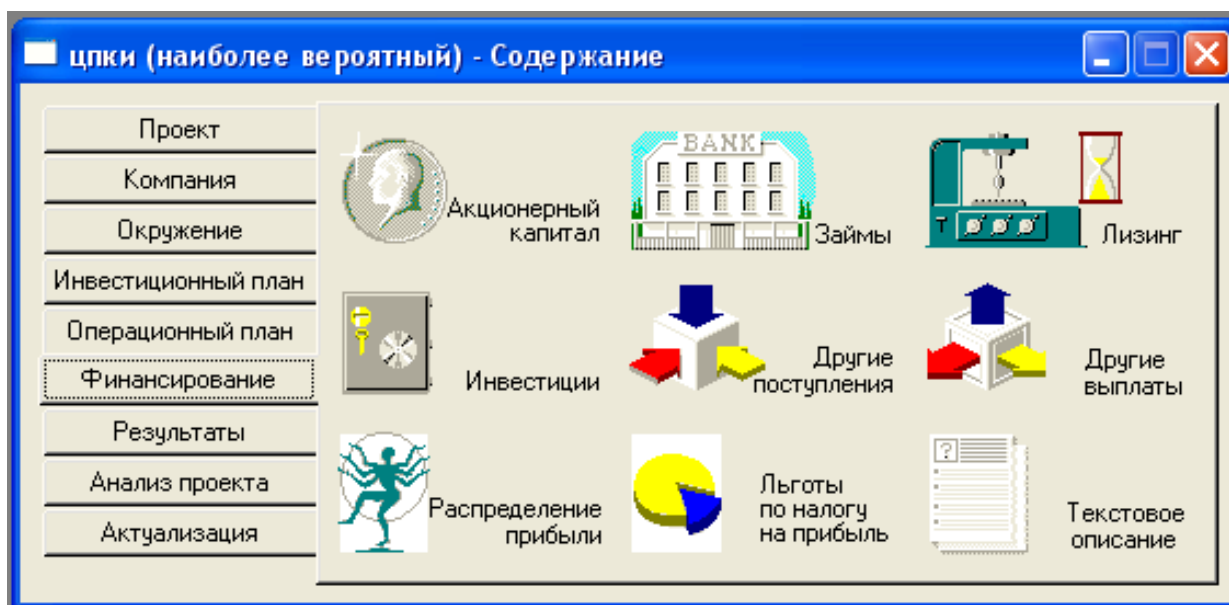 цпки (наиболее вероятный) - Содержание
Проект
Компания
Окружение
Инвестиционный план
Операционный план
Финансирование
Результаты
Анализ проекта
Актуализация
Акционерный
капитал
BANK
Займы
Лизинг
Инвестиции
Другие
поступления
Другие
выплаты
Распределение
прибыли
Льготы
по налогу
на прибыль
?
Текстовое
описание